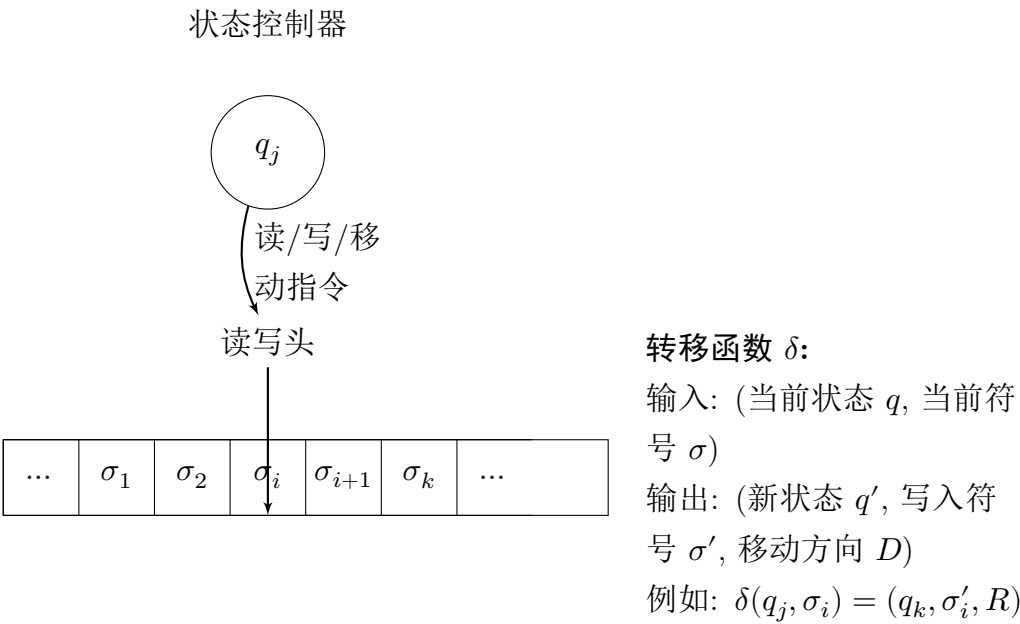 状态控制器
q_j
读/写/移
动指令
读写头
... σ_1 σ_2 σ_i σ_{i+1} σ_k ...
转移函数 δ:
输入: (当前状态 q, 当前符
号 σ)
输出: (新状态 q′, 写入符
号 σ′, 移动方向 D)
例如: δ(q_j, σ_i) = (q_k, σ′_i, R)